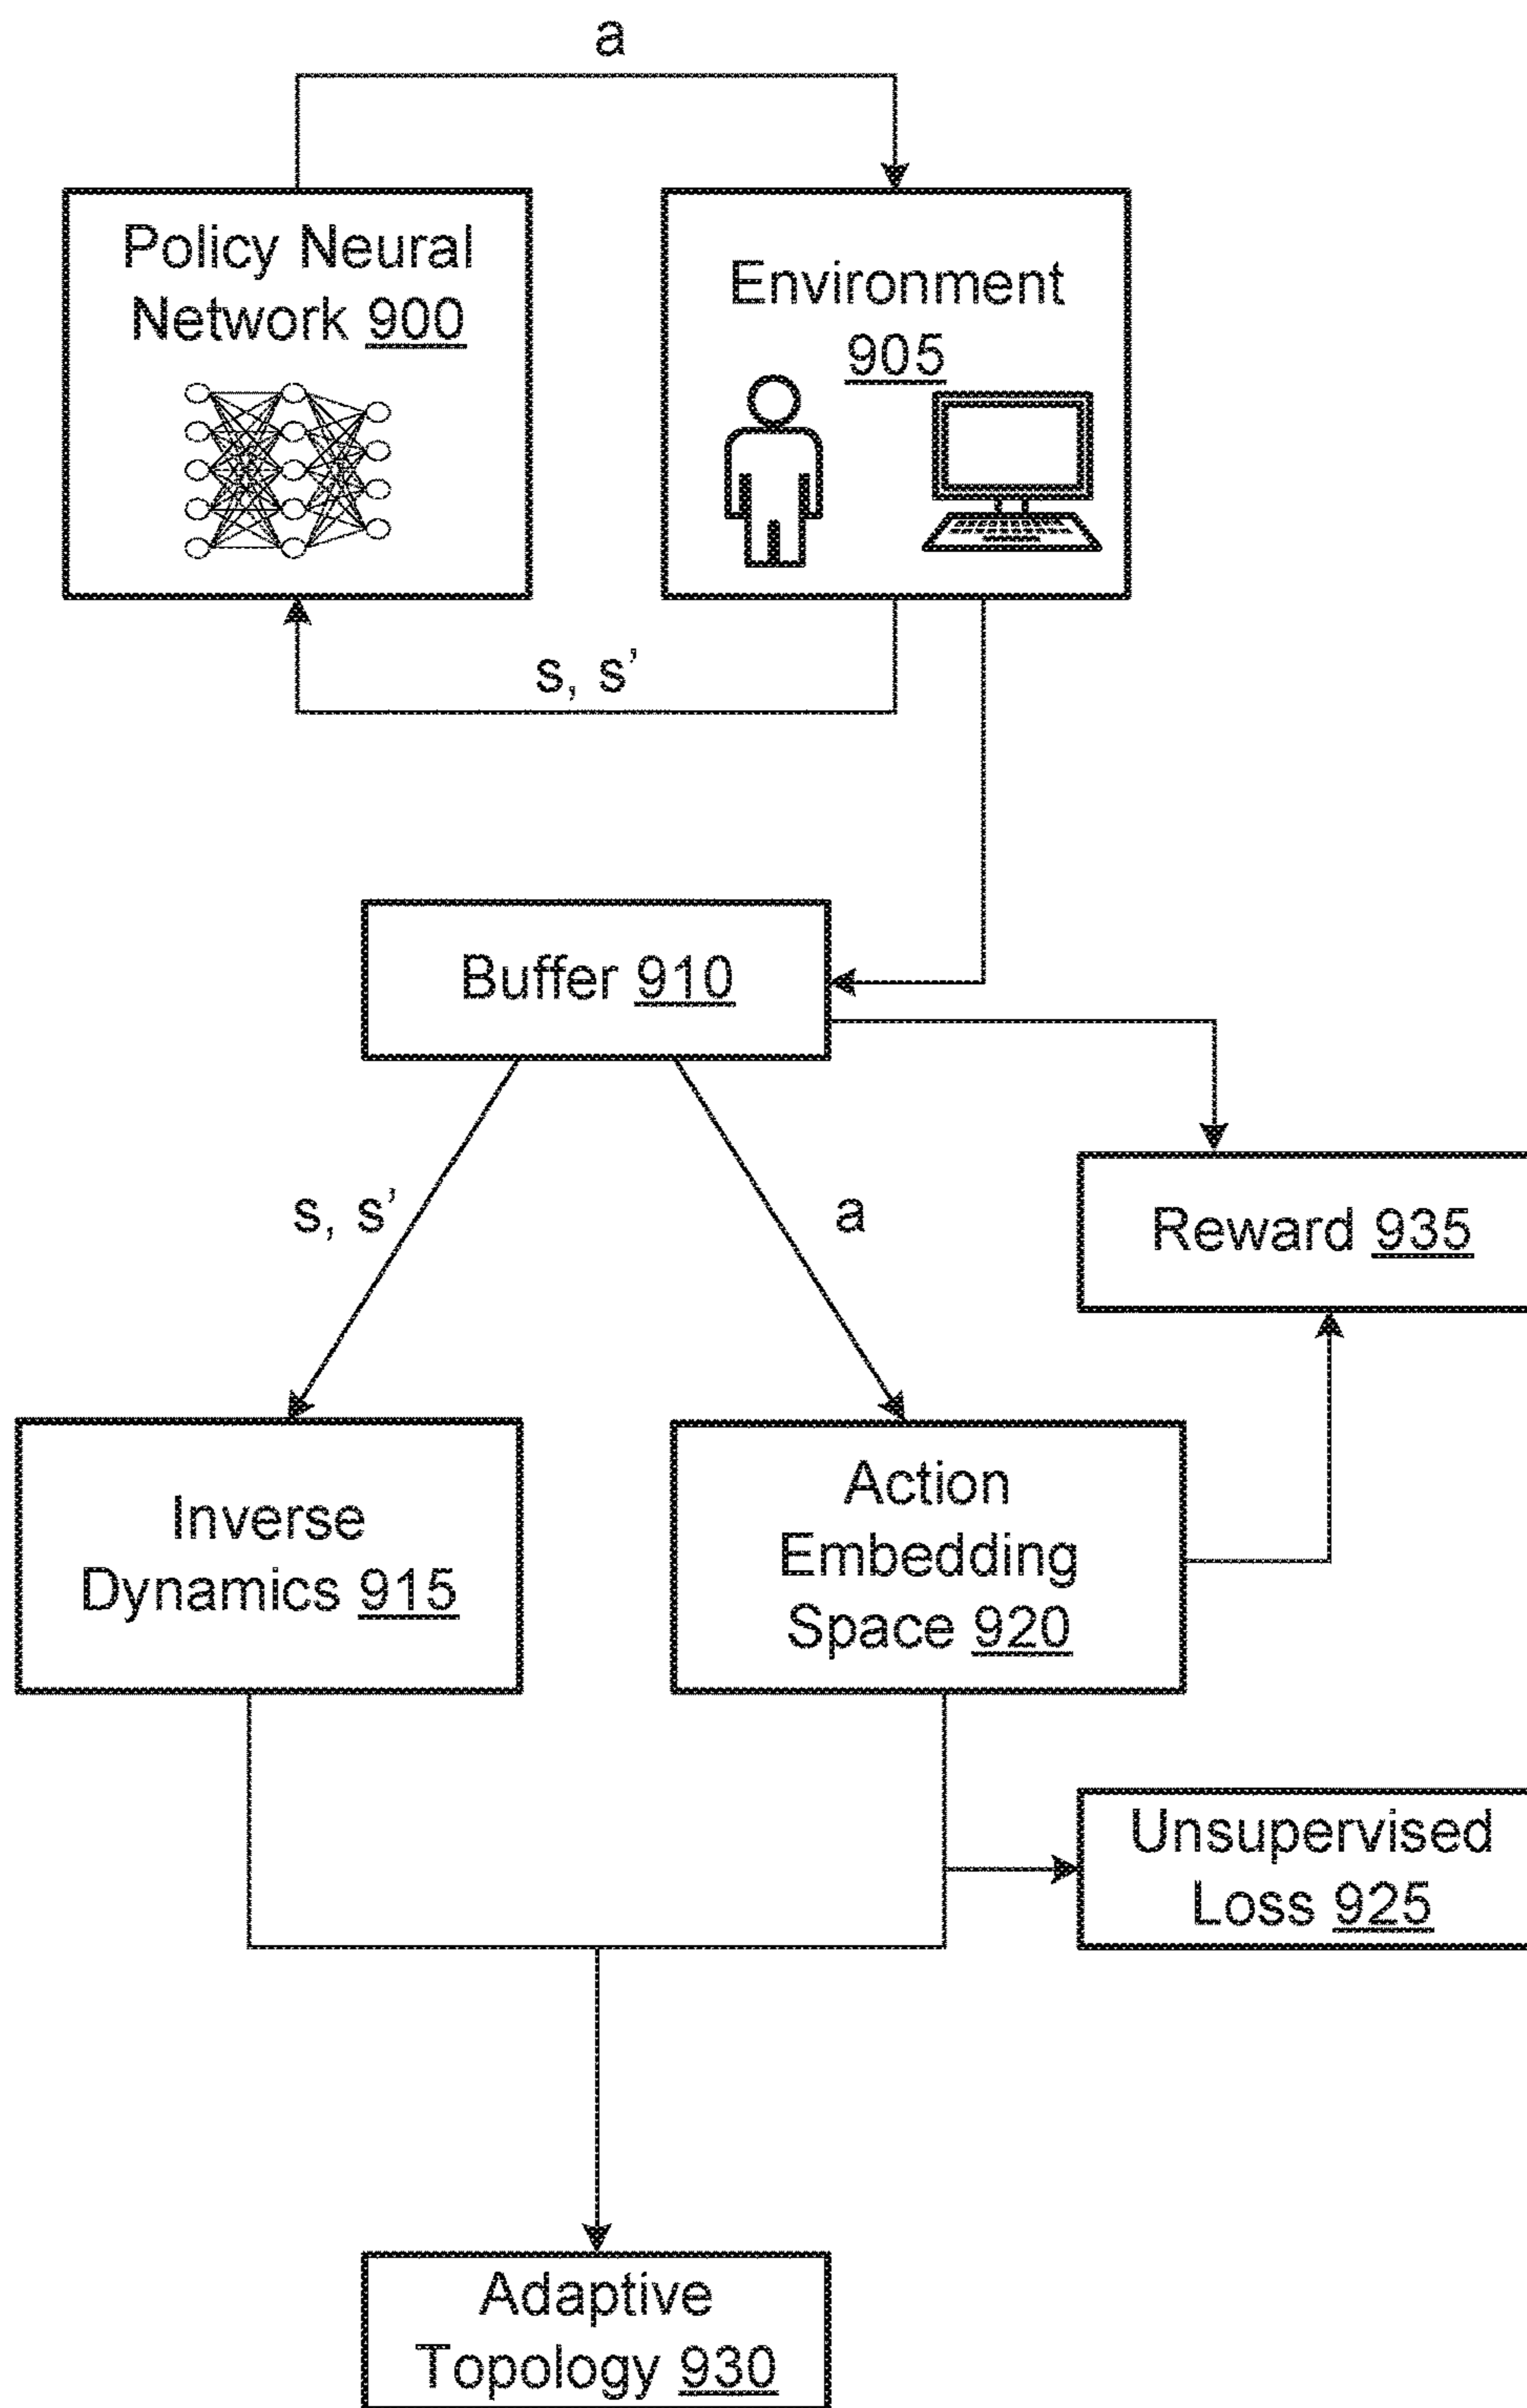 a
Policy Neural
Network 900
Environment
905
s, s’
Buffer 910
s, s’
a
Reward 935
Inverse
Dynamics 915
Action
Embedding
Space 920
Unsupervised
Loss 925
Adaptive
Topology 930